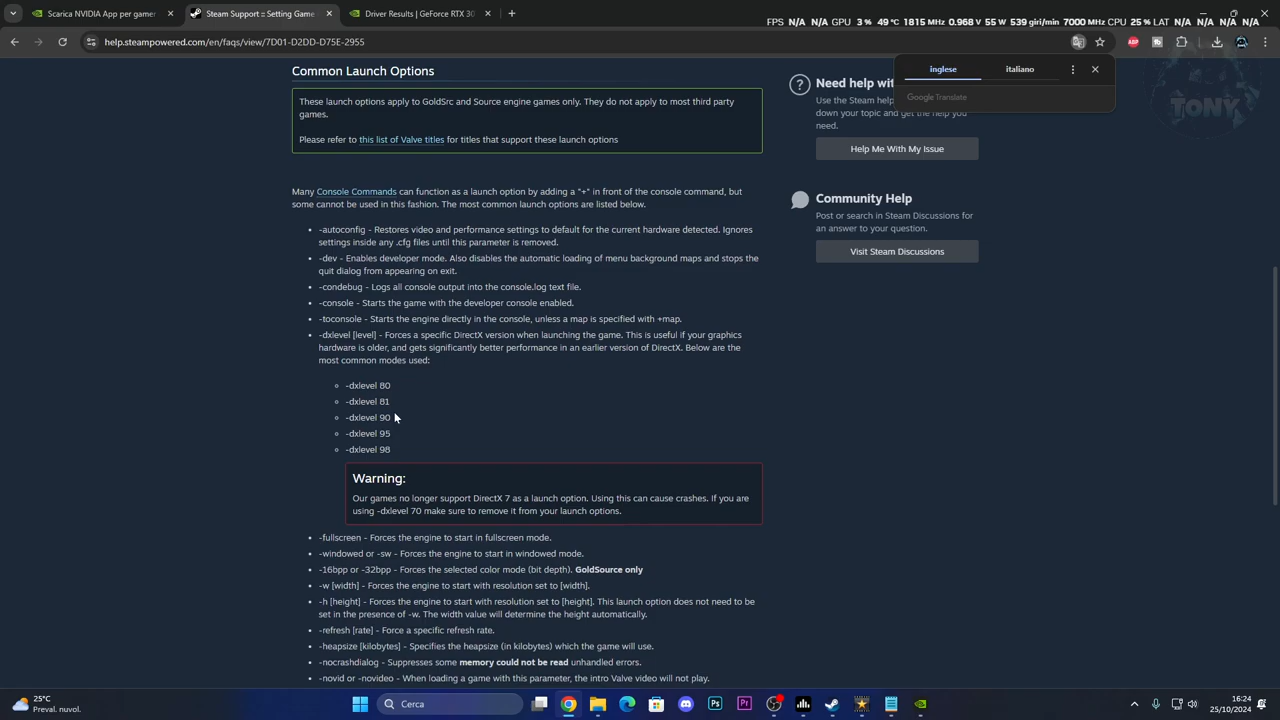 Scarica NVIDIA App per gamer
Steam Support :: Setting Game
Driver Results | GeForce RTX 30
FPS N/A N/A GPU 3 % 49 °C 1815 MHz 0.968 V 55 W 539 giri/min 7000 MHz CPU 25 % LAT N/A N/A
help.steampowered.com/en/faqs/view/7D01-D2DD-D75E-2955
inglese italiano
Google Translate
TONY
Common Launch Options
These launch options apply to GoldSrc and Source engine games only. They do not apply to most third party
games.
Please refer to this list of Valve titles for titles that support these launch options
Many Console Commands can function as a launch option by adding a "+" in front of the console command, but
some cannot be used in this fashion. The most common launch options are listed below.
-autoconfig - Restores video and performance settings to default for the current hardware detected. Ignores
settings inside any .cfg files until this parameter is removed.
-dev - Enables developer mode. Also disables the automatic loading of menu background maps and stops the
quit dialog from appearing on exit.
-condebug - Logs all console output into the console.log text file.
-console - Starts the game with the developer console enabled.
-toconsole - Starts the engine directly in the console, unless a map is specified with +map.
-dxlevel [level] - Forces a specific DirectX version when launching the game. This is useful if your graphics
hardware is older, and gets significantly better performance in an earlier version of DirectX. Below are the
most common modes used:
-dxlevel 80
-dxlevel 81
-dxlevel 90
-dxlevel 95
-dxlevel 98
Warning:
Our games no longer support DirectX 7 as a launch option. Using this can cause crashes. If you are
using -dxlevel 70 make sure to remove it from your launch options.
-fullscreen - Forces the engine to start in fullscreen mode.
-windowed or -sw - Forces the engine to start in windowed mode.
-16bpp or -32bpp - Forces the selected color mode (bit depth). GoldSource only
-w [width] - Forces the engine to start with resolution set to [width].
-h [height] - Forces the engine to start with resolution set to [height]. This launch option does not need to be
set in the presence of -w. The width value will determine the height automatically.
-refresh [rate] - Force a specific refresh rate.
-heapsize [kilobytes] - Specifies the heapsize (in kilobytes) which the game will use.
-nocrashdialog - Suppresses some memory could not be read unhandled errors.
-novid or -novideo - When loading a game with this parameter, the intro Valve video will not play.
Need help wit
Use the Steam help
down your topic and get the help you
need.
Help Me With My Issue
Community Help
Post or search in Steam Discussions for
an answer to your question.
Visit Steam Discussions
25°C
Preval. nuvol.
Cerca
Ps
Pr
16:24
25/10/2024